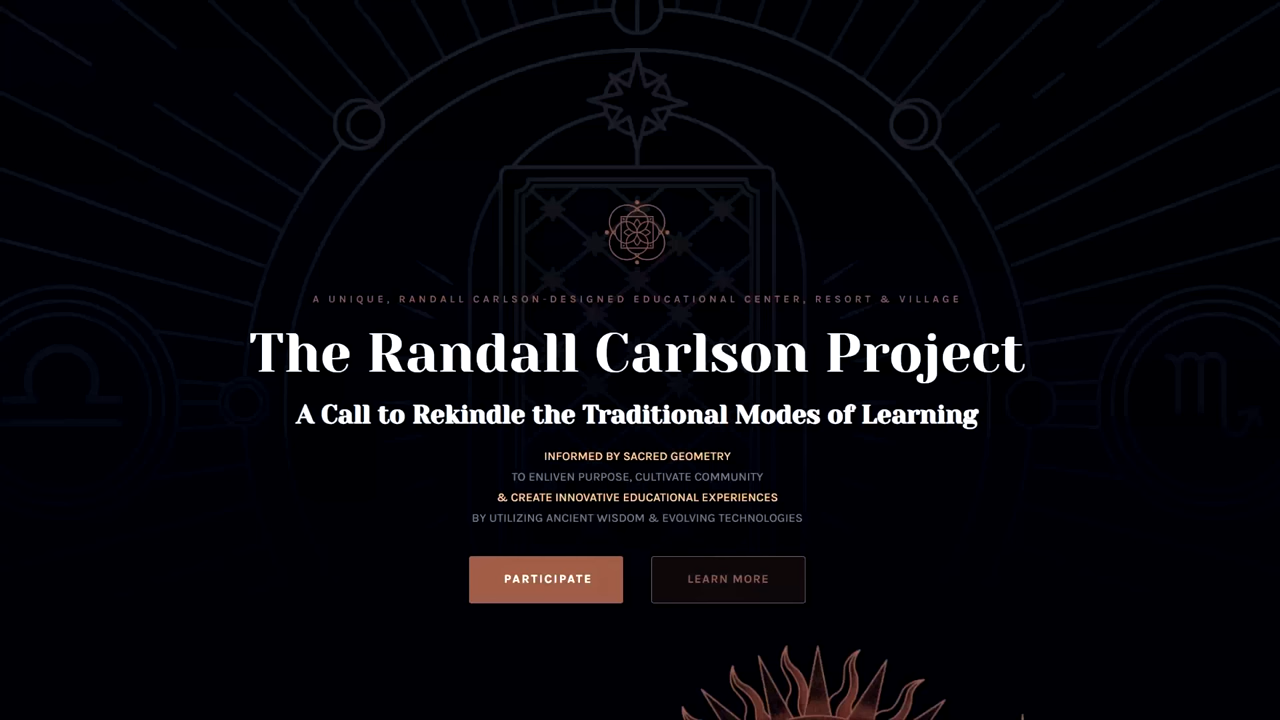 A UNIQUE, RANDALL CARLSON-DESIGNED EDUCATIONAL CENTER, RESORT & VILLAGE
The Randall Carlson Project
A Call to Rekindle the Traditional Modes of Learning
INFORMED BY SACRED GEOMETRY
TO ENLIVEN PURPOSE, CULTIVATE COMMUNITY
& CREATE INNOVATIVE EDUCATIONAL EXPERIENCES
BY UTILIZING ANCIENT WISDOM & EVOLVING TECHNOLOGIES
PARTICIPATE
LEARN MORE